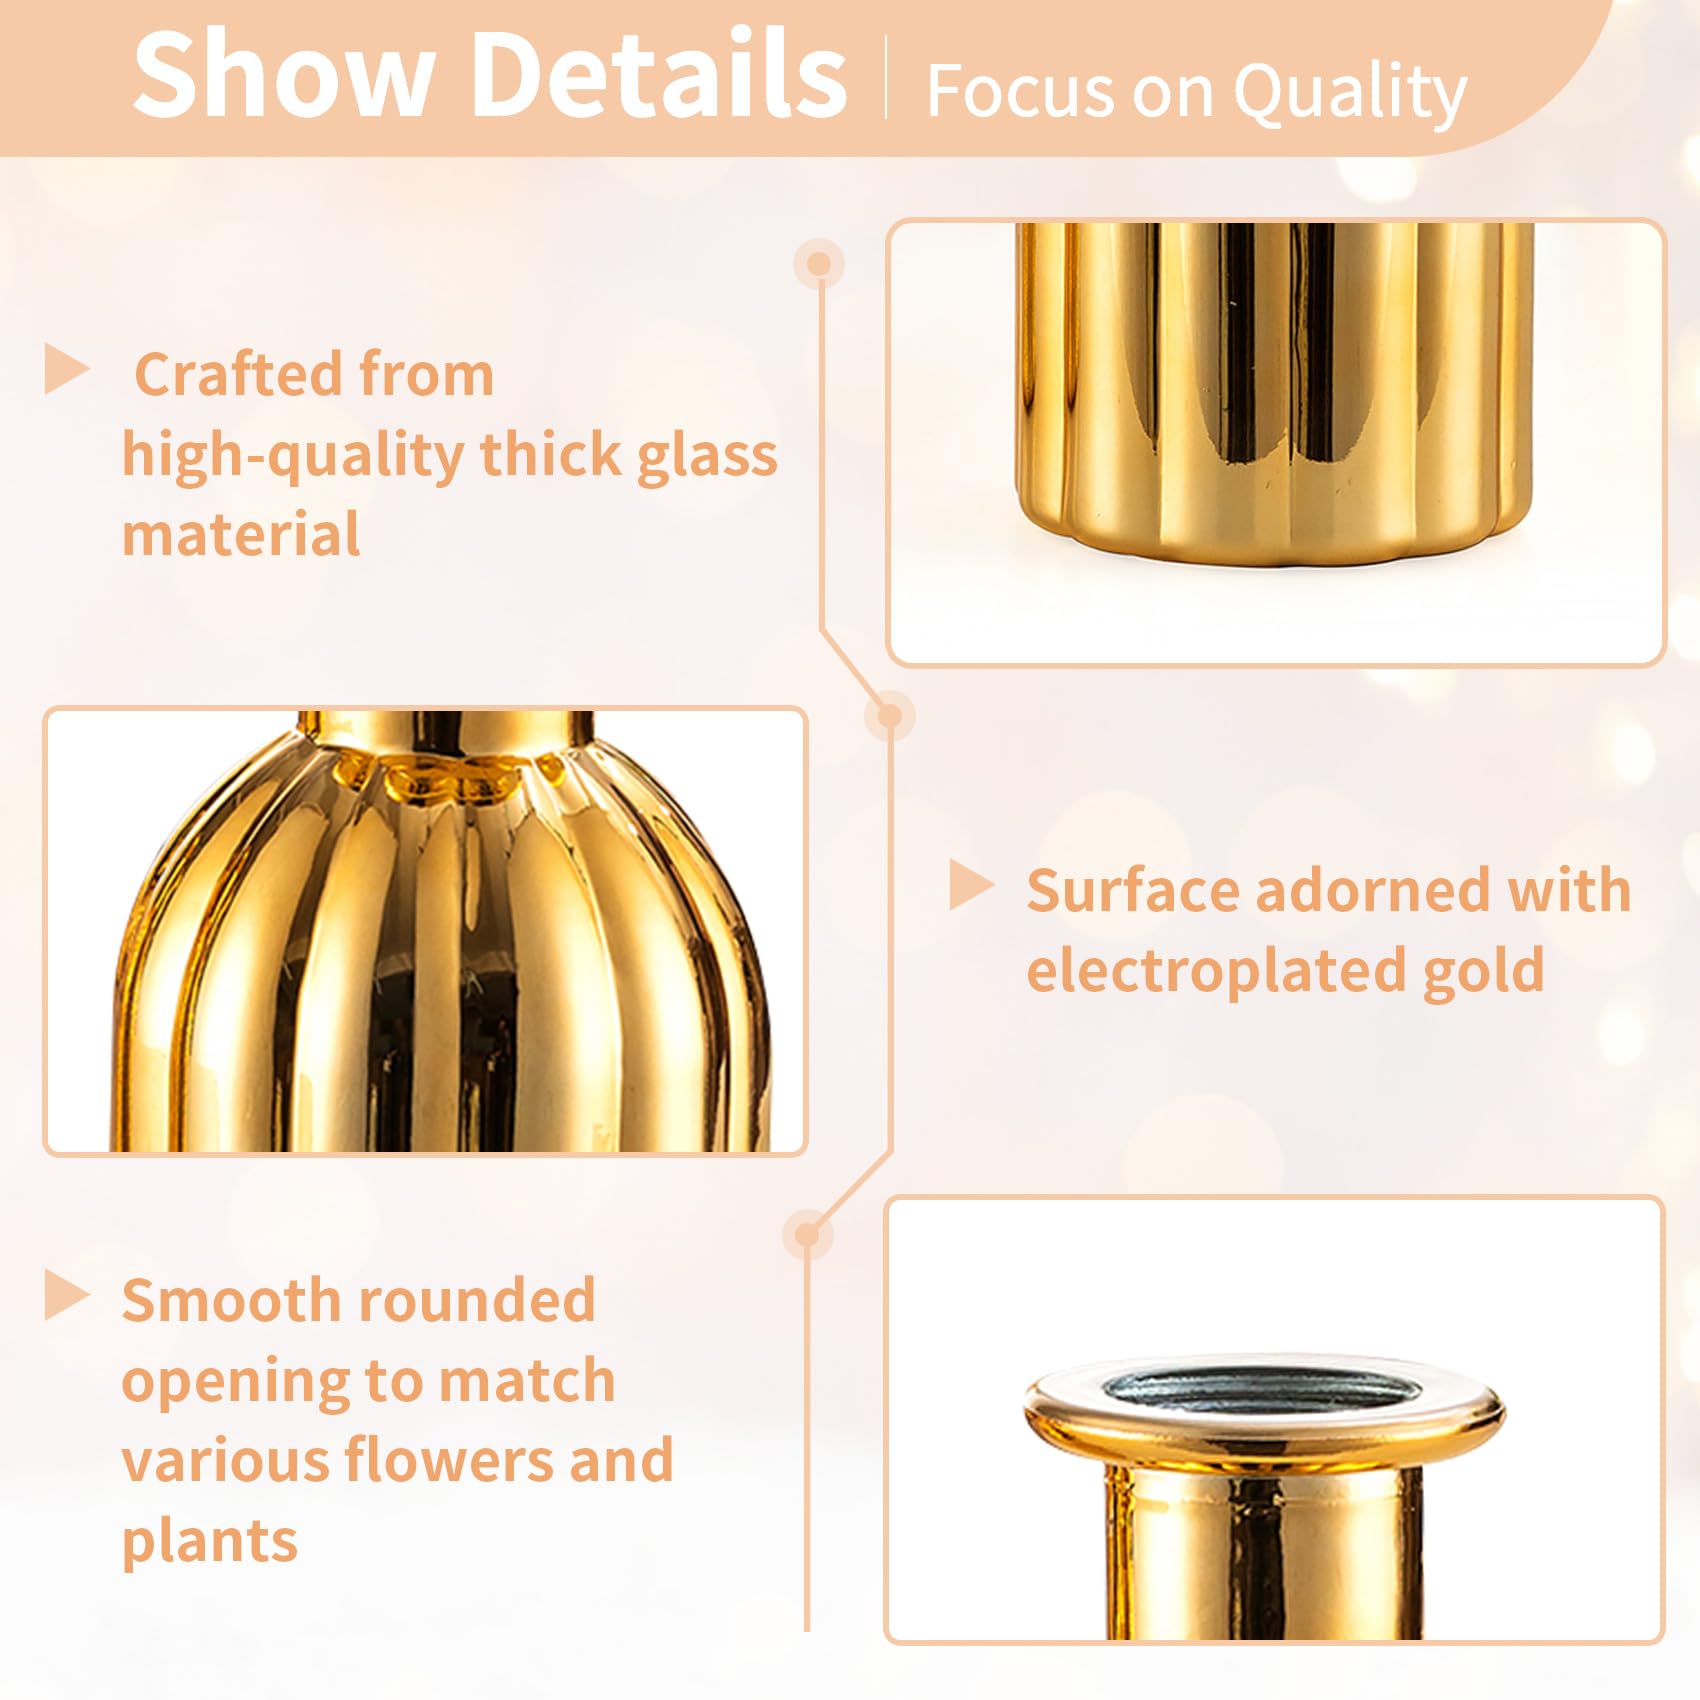 Show Details | Focus on Quality
Crafted from
high-quality thick glass
material
Surface adorned with
electroplated gold
Smooth rounded
opening to match
various flowers and
plants